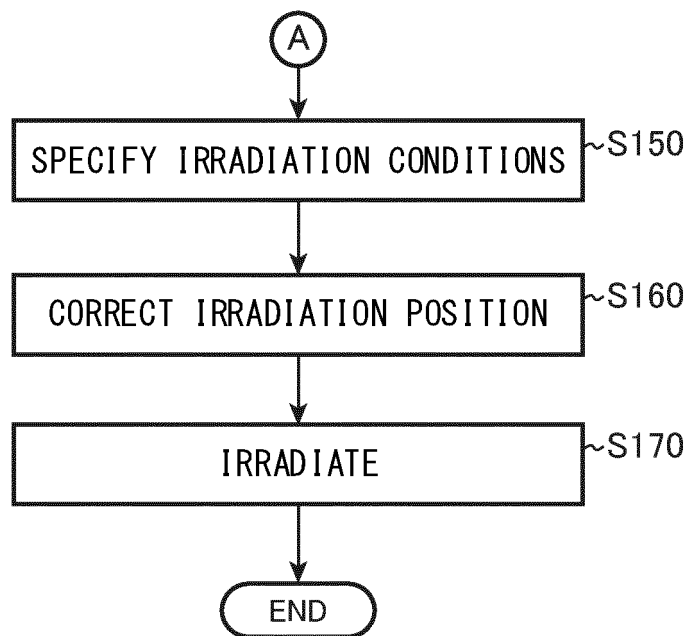 A
SPECIFY IRRADIATION CONDITIONS
S150
CORRECT IRRADIATION POSITION
S160
IRRADIATE
S170
END